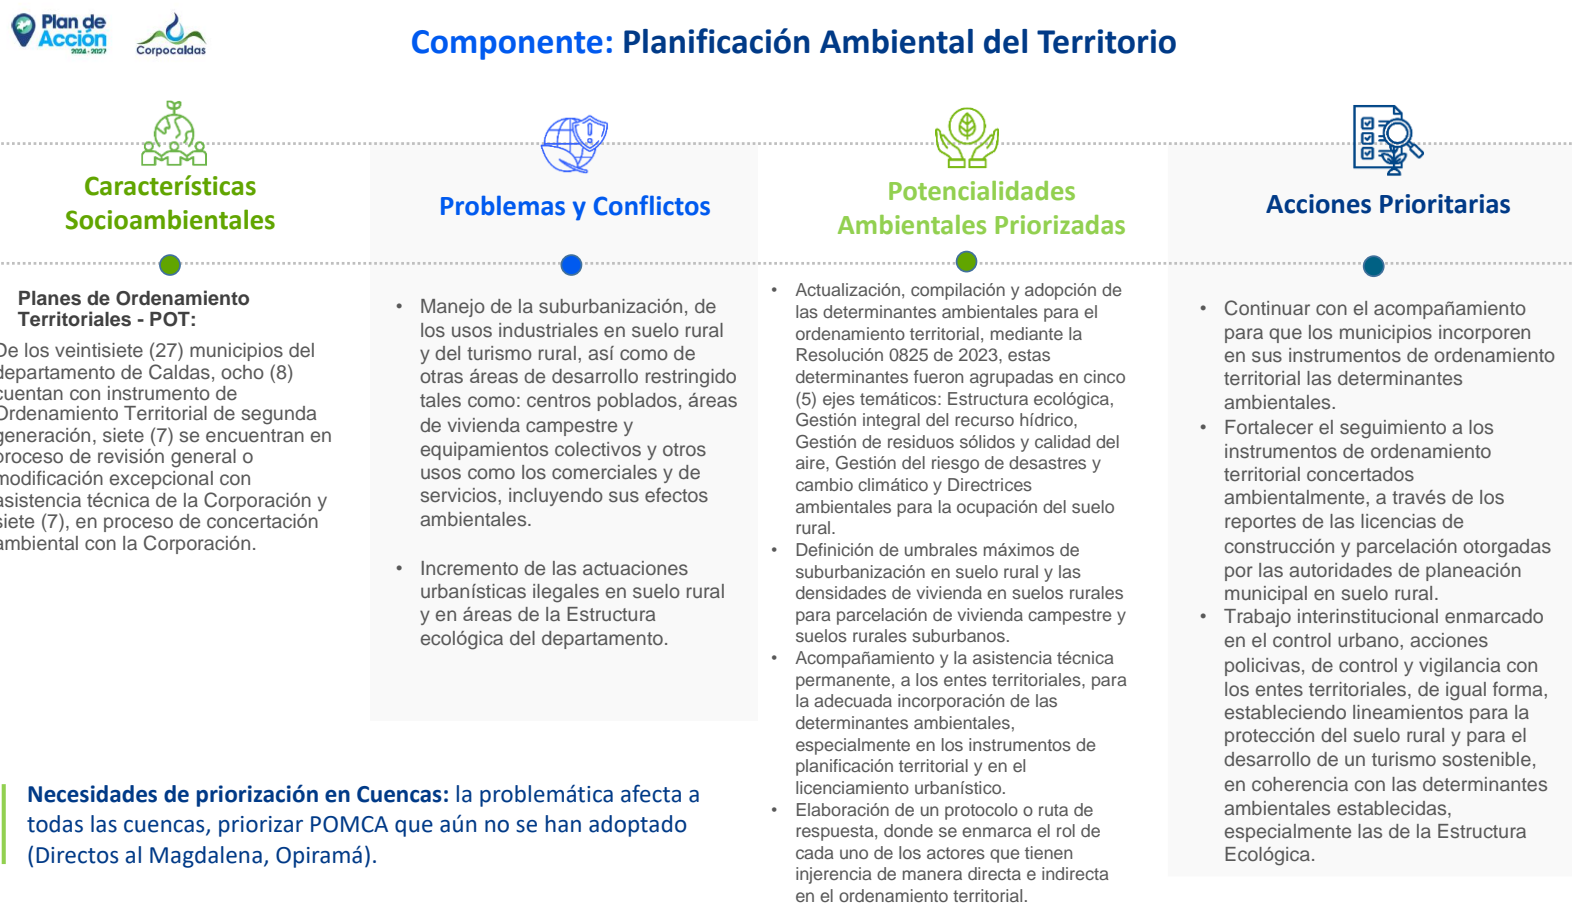 Plan de
Acción
2024 - 2027
Corpocaldas
Componente: Planificación Ambiental del Territorio
Características
Socioambientales
Planes de Ordenamiento
Territoriales - POT:
De los veintisiete (27) municipios del
departamento de Caldas, ocho (8)
cuentan con instrumento de
Ordenamiento Territorial de segunda
generación, siete (7) se encuentran en
proceso de revisión general o
modificación excepcional con
asistencia técnica de la Corporación y
siete (7), en proceso de concertación
ambiental con la Corporación.
Problemas y Conflictos
• Manejo de la suburbanización, de
los usos industriales en suelo rural
y del turismo rural, así como de
otras áreas de desarrollo restringido
tales como: centros poblados, áreas
de vivienda campestre y
equipamientos colectivos y otros
usos como los comerciales y de
servicios, incluyendo sus efectos
ambientales.
• Incremento de las actuaciones
urbanísticas ilegales en suelo rural
y en áreas de la Estructura
ecológica del departamento.
Potencialidades
Ambientales Priorizadas
• Actualización, compilación y adopción de
las determinantes ambientales para el
ordenamiento territorial, mediante la
Resolución 0825 de 2023, estas
determinantes fueron agrupadas en cinco
(5) ejes temáticos: Estructura ecológica,
Gestión integral del recurso hídrico,
Gestión de residuos sólidos y calidad del
aire, Gestión del riesgo de desastres y
cambio climático y Directrices
ambientales para la ocupación del suelo
rural.
• Definición de umbrales máximos de
suburbanización en suelo rural y las
densidades de vivienda en suelos rurales
para parcelación de vivienda campestre y
suelos rurales suburbanos.
• Acompañamiento y la asistencia técnica
permanente, a los entes territoriales, para
la adecuada incorporación de las
determinantes ambientales,
especialmente en los instrumentos de
planificación territorial y en el
licenciamiento urbanístico.
• Elaboración de un protocolo o ruta de
respuesta, donde se enmarca el rol de
cada uno de los actores que tienen
injerencia de manera directa e indirecta
en el ordenamiento territorial.
Acciones Prioritarias
• Continuar con el acompañamiento
para que los municipios incorporen
en sus instrumentos de ordenamiento
territorial las determinantes
ambientales.
• Fortalecer el seguimiento a los
instrumentos de ordenamiento
territorial concertados
ambientalmente, a través de los
reportes de las licencias de
construcción y parcelación otorgadas
por las autoridades de planeación
municipal en suelo rural.
• Trabajo interinstitucional enmarcado
en el control urbano, acciones
policivas, de control y vigilancia con
los entes territoriales, de igual forma,
estableciendo lineamientos para la
protección del suelo rural y para el
desarrollo de un turismo sostenible,
en coherencia con las determinantes
ambientales establecidas,
especialmente las de la Estructura
Ecológica.
Necesidades de priorización en Cuencas: la problemática afecta a
todas las cuencas, priorizar POMCA que aún no se han adoptado
(Directos al Magdalena, Opiramá).